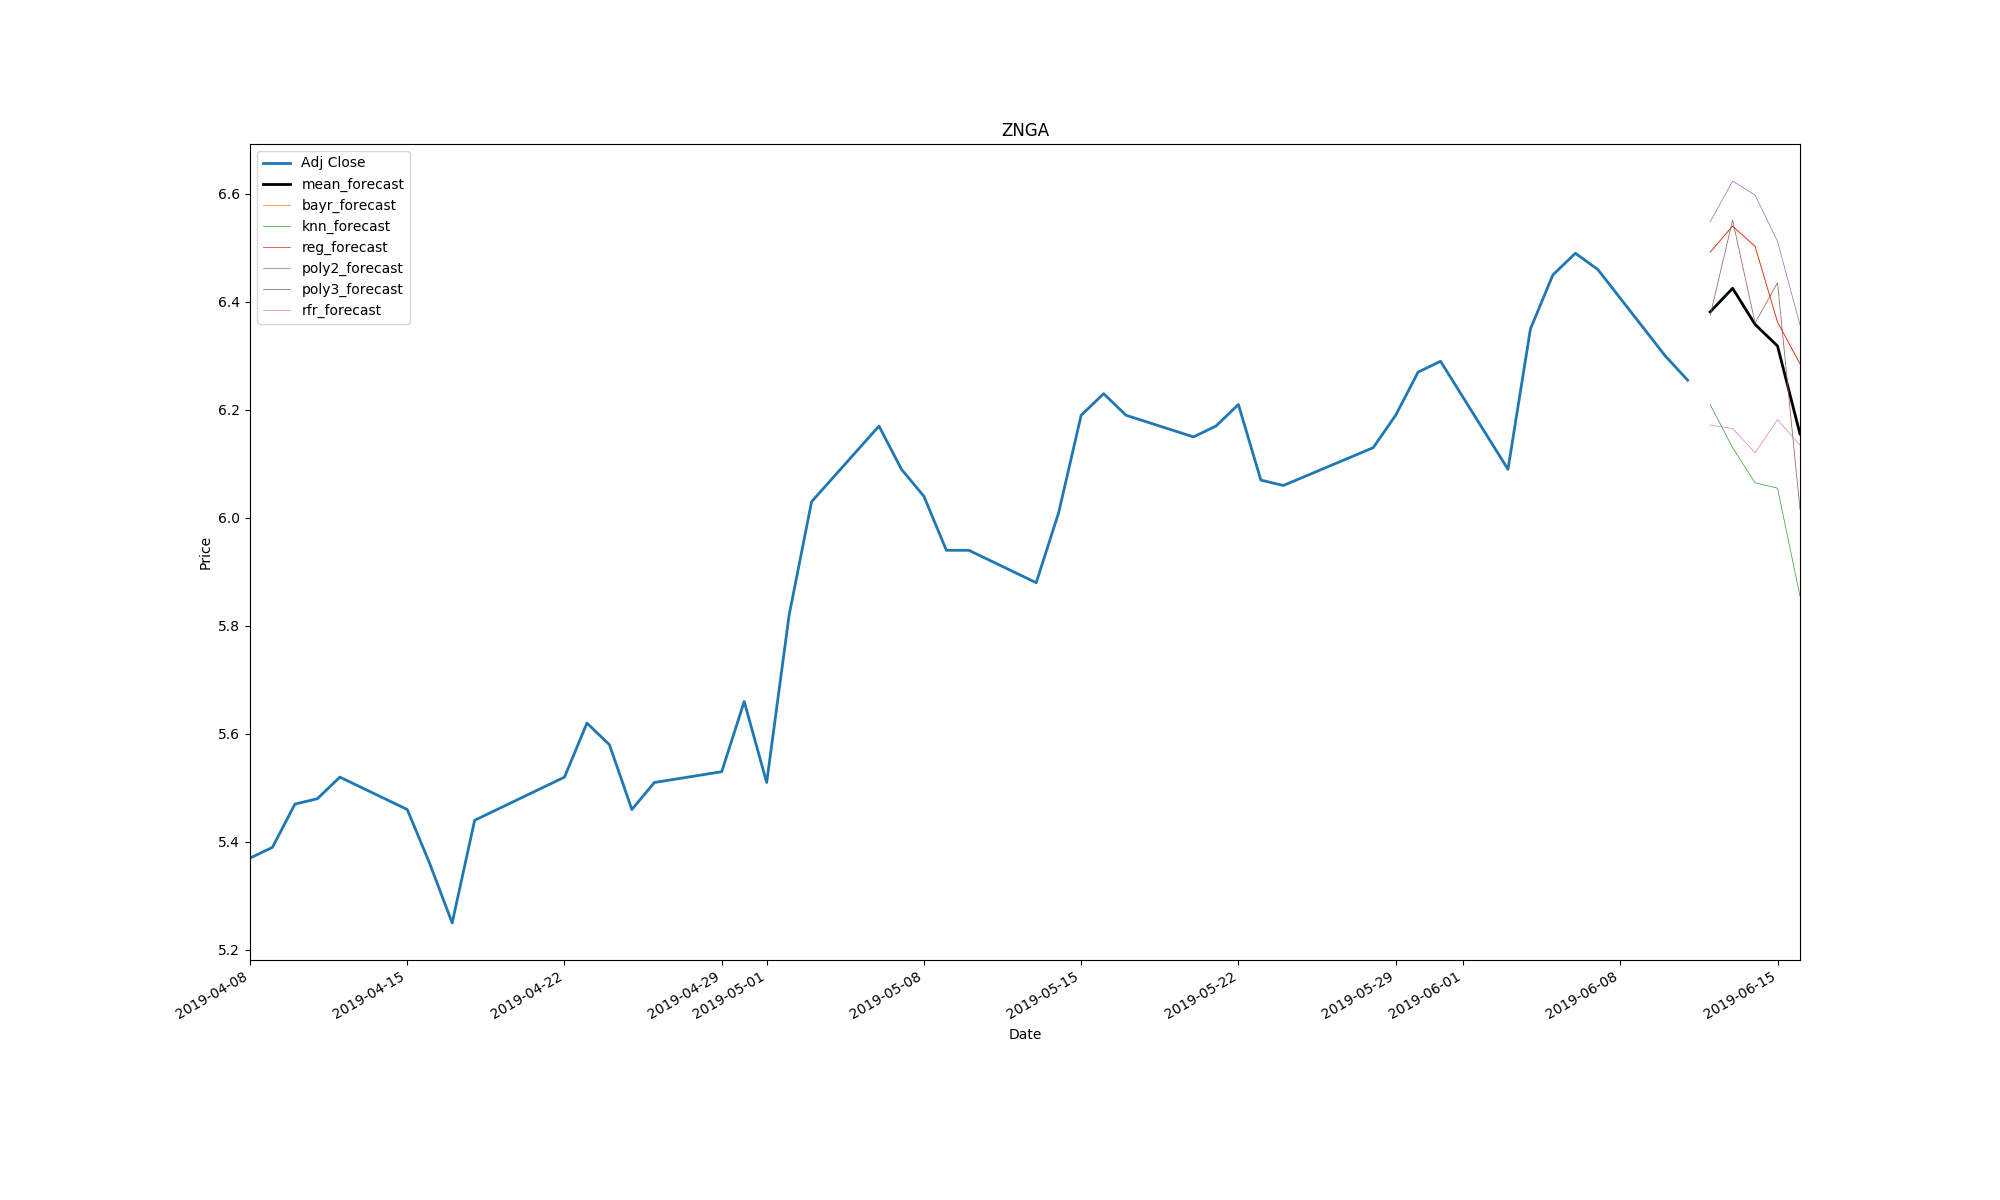 ZNGA
Adj Close
mean_forecast
bayr_forecast
knn_forecast
reg_forecast
poly2_forecast
poly3_forecast
rfr_forecast
6.6
6.4
6.2
6.0
5.8
5.6
5.4
5.2
Price
2019-04-08
2019-04-15
2019-04-22
2019-04-29
2019-05-01
2019-05-08
2019-05-15
2019-05-22
2019-05-29
2019-06-01
2019-06-08
2019-06-15
Date